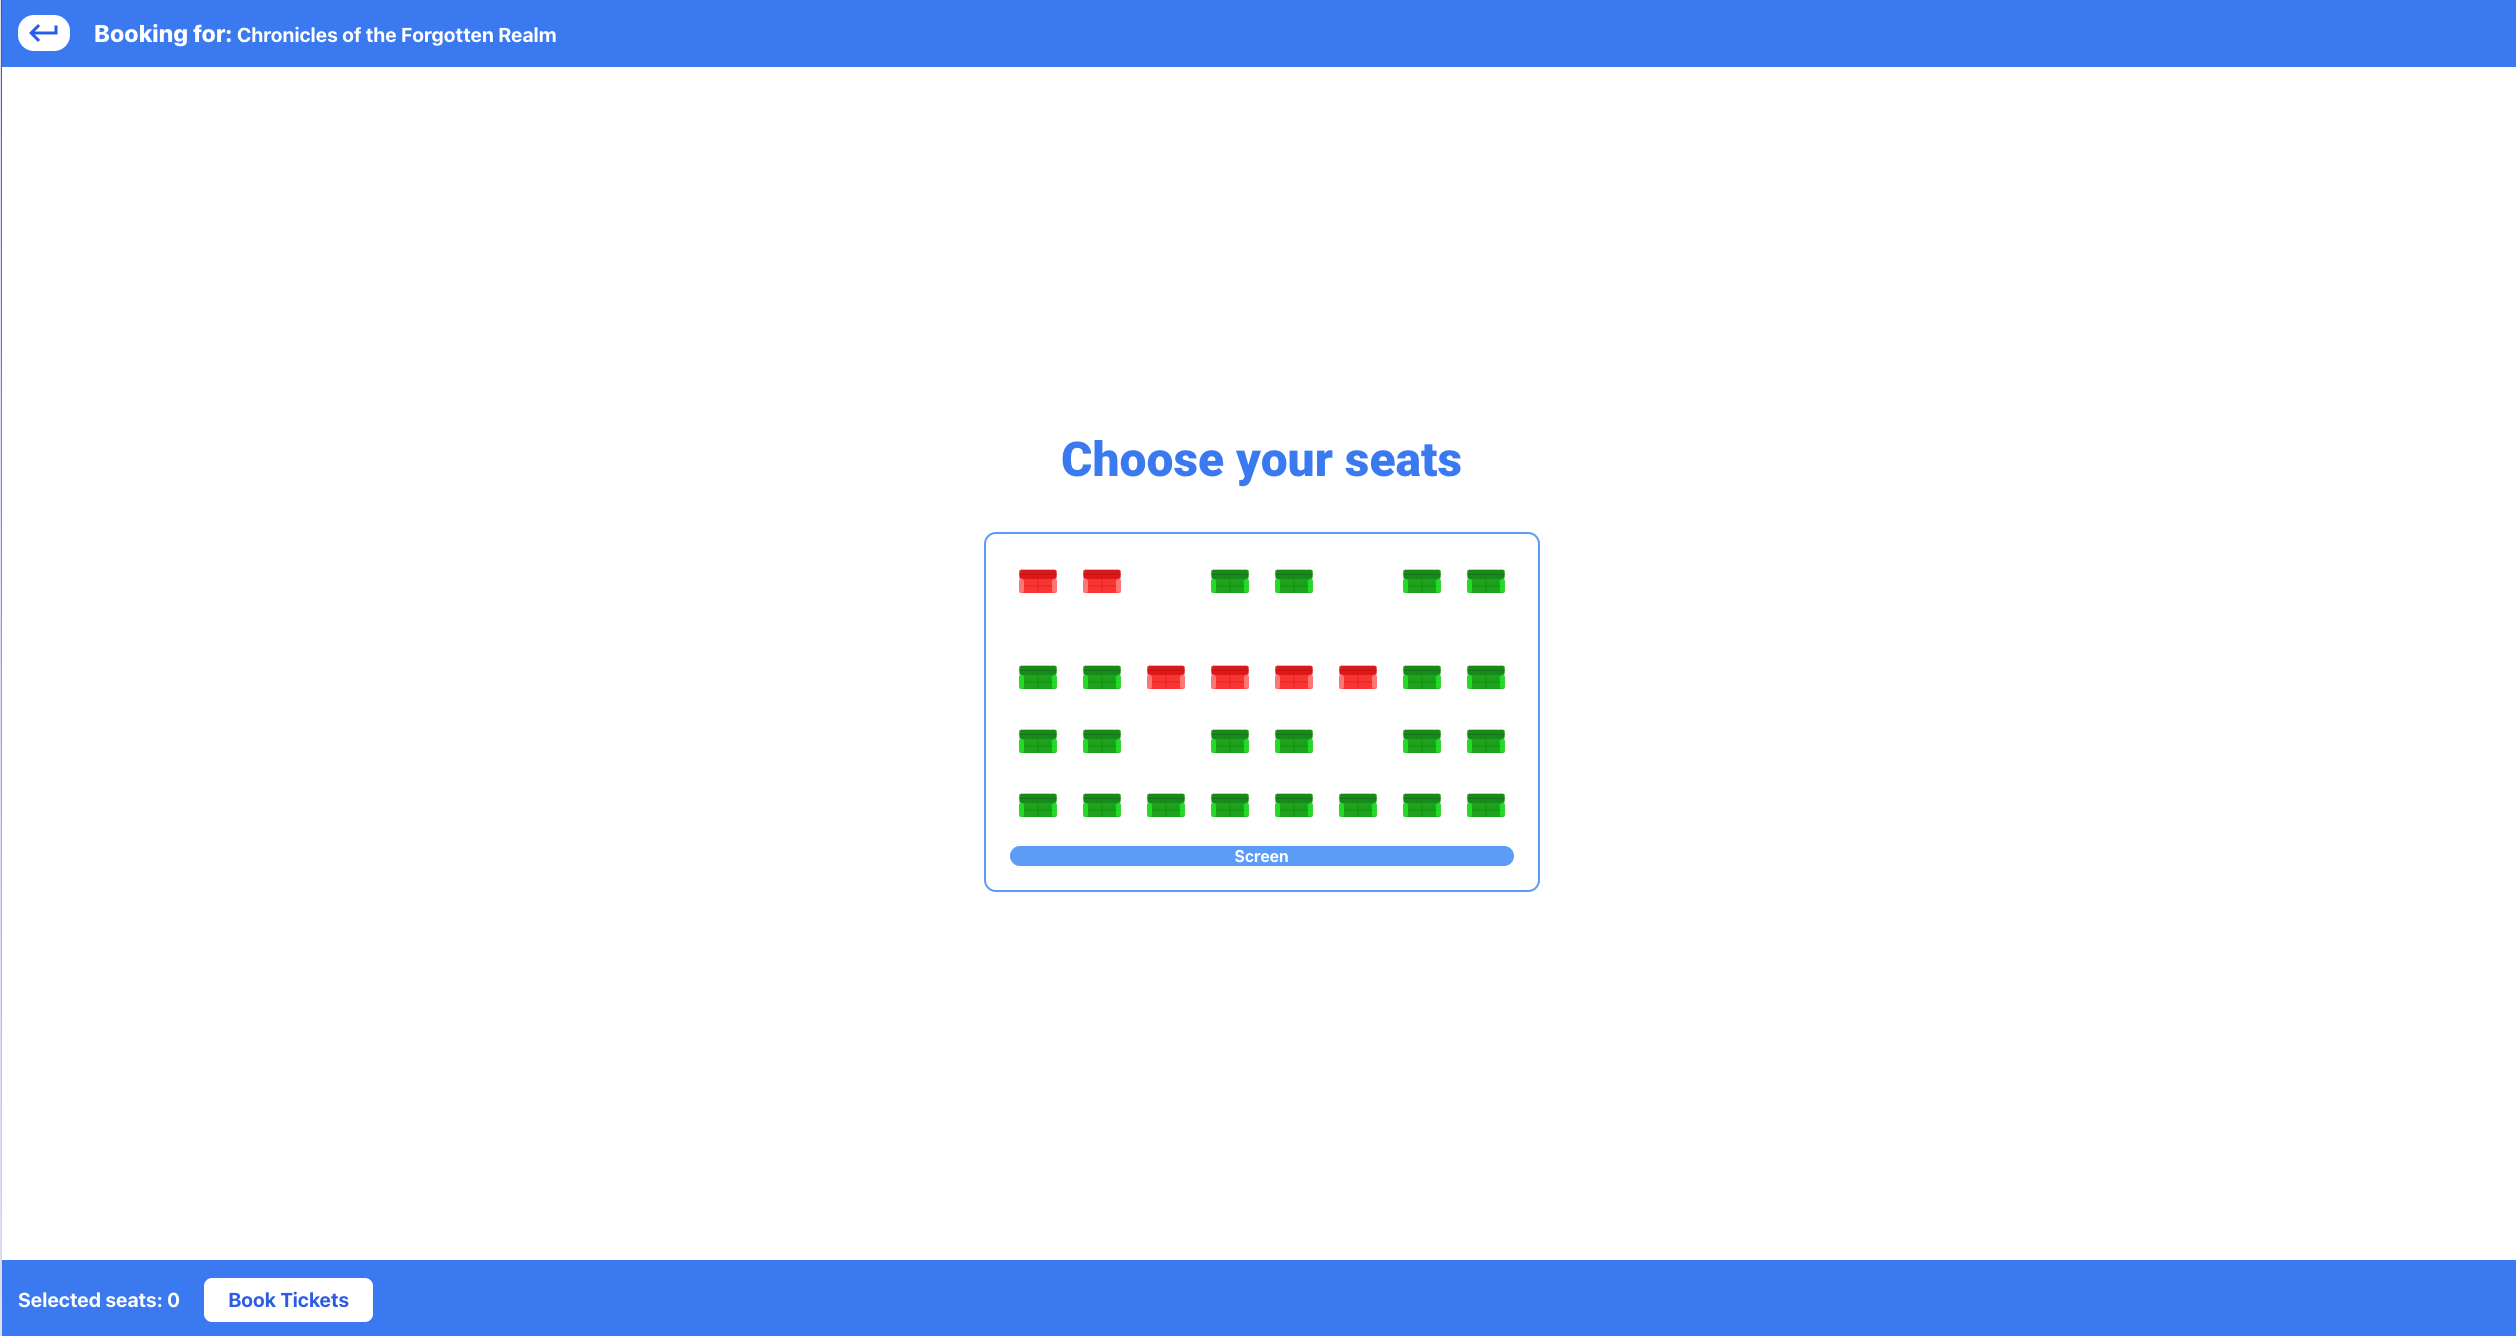 Booking for: Chronicles of the Forgotten Realm
Choose your seats
Screen
Selected seats: 0
Book Tickets